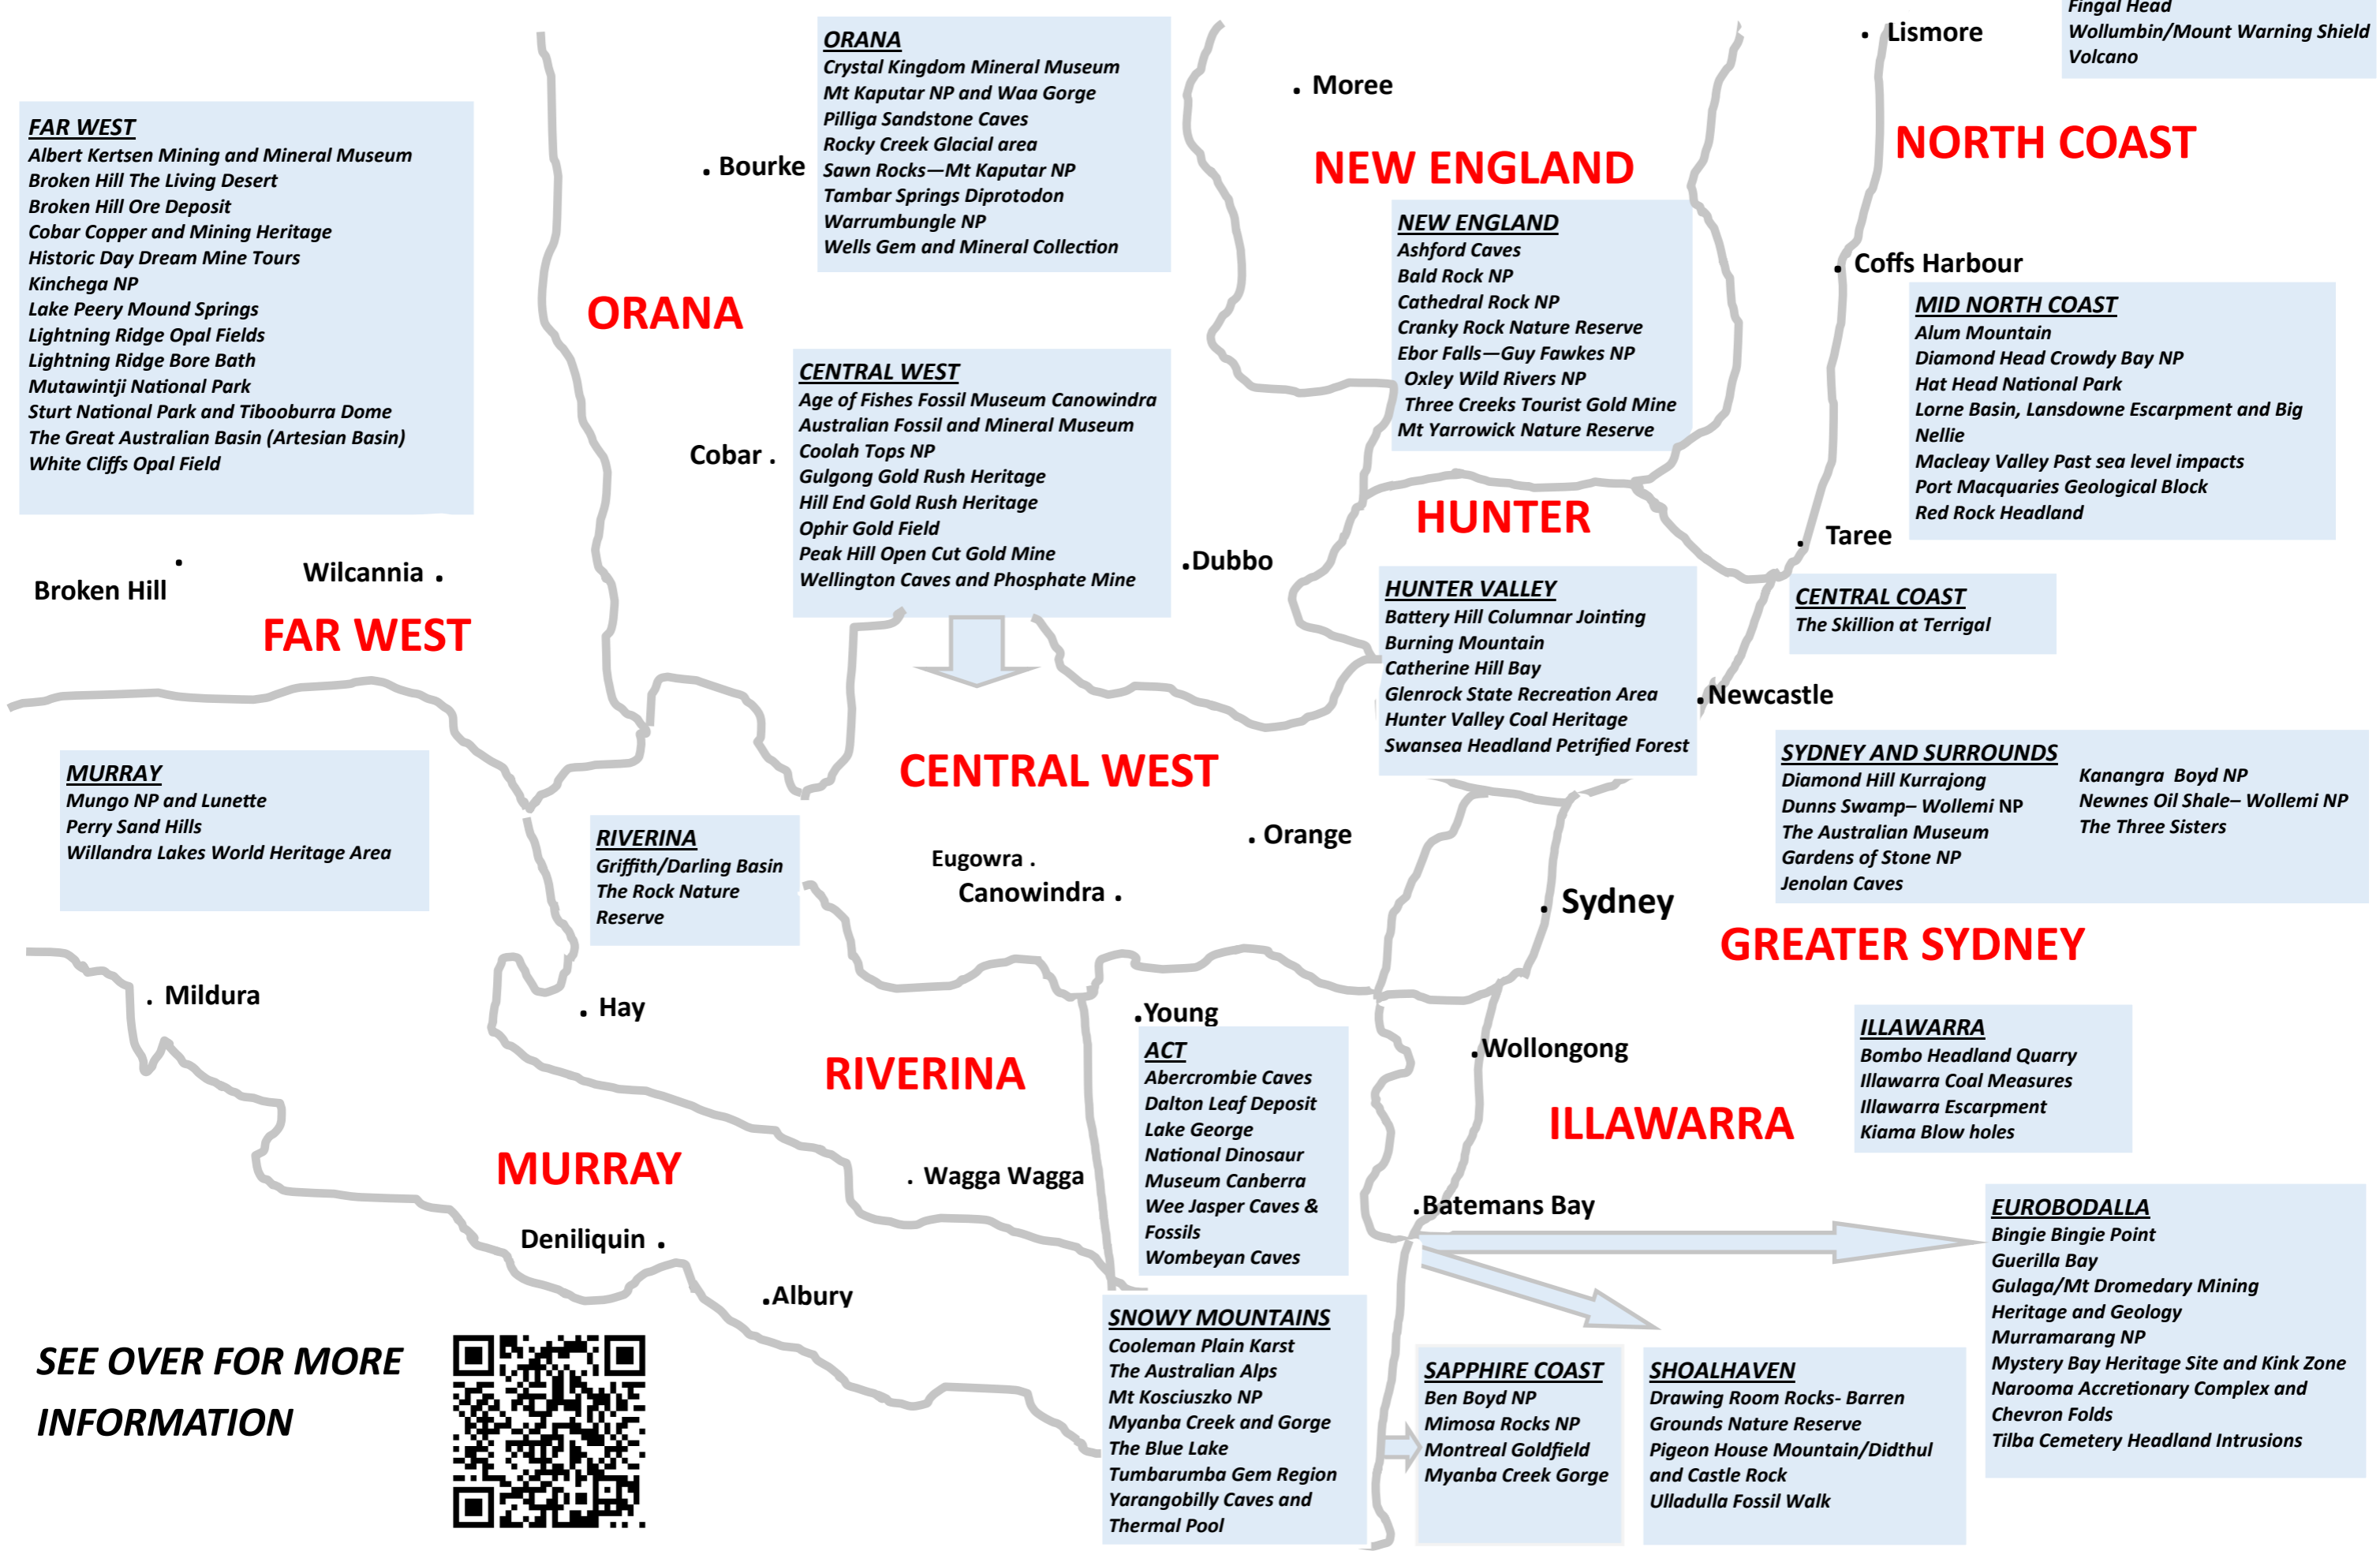 Fingal Head
Wollumbin/Mount Warning Shield
Volcano
. Lismore
ORANA
Crystal Kingdom Mineral Museum
Mt Kaputar NP and Waa Gorge
Pilliga Sandstone Caves
Rocky Creek Glacial area
Sawn Rocks—Mt Kaputar NP
Tambar Springs Diprotodon
Warrumbungle NP
Wells Gem and Mineral Collection
. Moree
FAR WEST
Albert Kertsen Mining and Mineral Museum
Broken Hill The Living Desert
Broken Hill Ore Deposit
Cobar Copper and Mining Heritage
Historic Day Dream Mine Tours
Kinchega NP
Lake Peery Mound Springs
Lightning Ridge Opal Fields
Lightning Ridge Bore Bath
Mutawintji National Park
Sturt National Park and Tibooburra Dome
The Great Australian Basin (Artesian Basin)
White Cliffs Opal Field
. Bourke
NEW ENGLAND
NORTH COAST
NEW ENGLAND
Ashford Caves
Bald Rock NP
Cathedral Rock NP
Cranky Rock Nature Reserve
Ebor Falls—Guy Fawkes NP
Oxley Wild Rivers NP
Three Creeks Tourist Gold Mine
Mt Yarrowick Nature Reserve
. Coffs Harbour
MID NORTH COAST
Alum Mountain
Diamond Head Crowdy Bay NP
Hat Head National Park
Lorne Basin, Lansdowne Escarpment and Big
Nellie
Macleay Valley Past sea level impacts
Port Macquaries Geological Block
Red Rock Headland
ORANA
CENTRAL WEST
Age of Fishes Fossil Museum Canowindra
Australian Fossil and Mineral Museum
Coolah Tops NP
Gulgong Gold Rush Heritage
Hill End Gold Rush Heritage
Ophir Gold Field
Peak Hill Open Cut Gold Mine
Wellington Caves and Phosphate Mine
Cobar .
HUNTER
. Taree
.Dubbo
Broken Hill
Wilcannia .
FAR WEST
HUNTER VALLEY
Battery Hill Columnar Jointing
Burning Mountain
Catherine Hill Bay
Glenrock State Recreation Area
Hunter Valley Coal Heritage
Swansea Headland Petrified Forest
CENTRAL COAST
The Skillion at Terrigal
.Newcastle
MURRAY
Mungo NP and Lunette
Perry Sand Hills
Willandra Lakes World Heritage Area
CENTRAL WEST
SYDNEY AND SURROUNDS
Diamond Hill Kurrajong
Dunns Swamp– Wollemi NP
The Australian Museum
Gardens of Stone NP
Jenolan Caves
Kanangra Boyd NP
Newnes Oil Shale– Wollemi NP
The Three Sisters
RIVERINA
Griffith/Darling Basin
The Rock Nature
Reserve
. Orange
Eugowra .
Canowindra .
. Sydney
GREATER SYDNEY
. Mildura
. Hay
.Young
RIVERINA
ACT
Abercrombie Caves
Dalton Leaf Deposit
Lake George
National Dinosaur
Museum Canberra
Wee Jasper Caves &
Fossils
Wombeyan Caves
.Wollongong
ILLAWARRA
ILLAWARRA
Bombo Headland Quarry
Illawarra Coal Measures
Illawarra Escarpment
Kiama Blow holes
MURRAY
. Wagga Wagga
.Batemans Bay
Deniliquin .
.Albury
EUROBODALLA
Bingie Bingie Point
Guerilla Bay
Gulaga/Mt Dromedary Mining
Heritage and Geology
Murramarang NP
Mystery Bay Heritage Site and Kink Zone
Narooma Accretionary Complex and
Chevron Folds
Tilba Cemetery Headland Intrusions
SNOWY MOUNTAINS
Cooleman Plain Karst
The Australian Alps
Mt Kosciuszko NP
Myanba Creek and Gorge
The Blue Lake
Tumbarumba Gem Region
Yarangobilly Caves and
Thermal Pool
SAPPHIRE COAST
Ben Boyd NP
Mimosa Rocks NP
Montreal Goldfield
Myanba Creek Gorge
SHOALHAVEN
Drawing Room Rocks- Barren
Grounds Nature Reserve
Pigeon House Mountain/Didthul
and Castle Rock
Ulladulla Fossil Walk
SEE OVER FOR MORE
INFORMATION